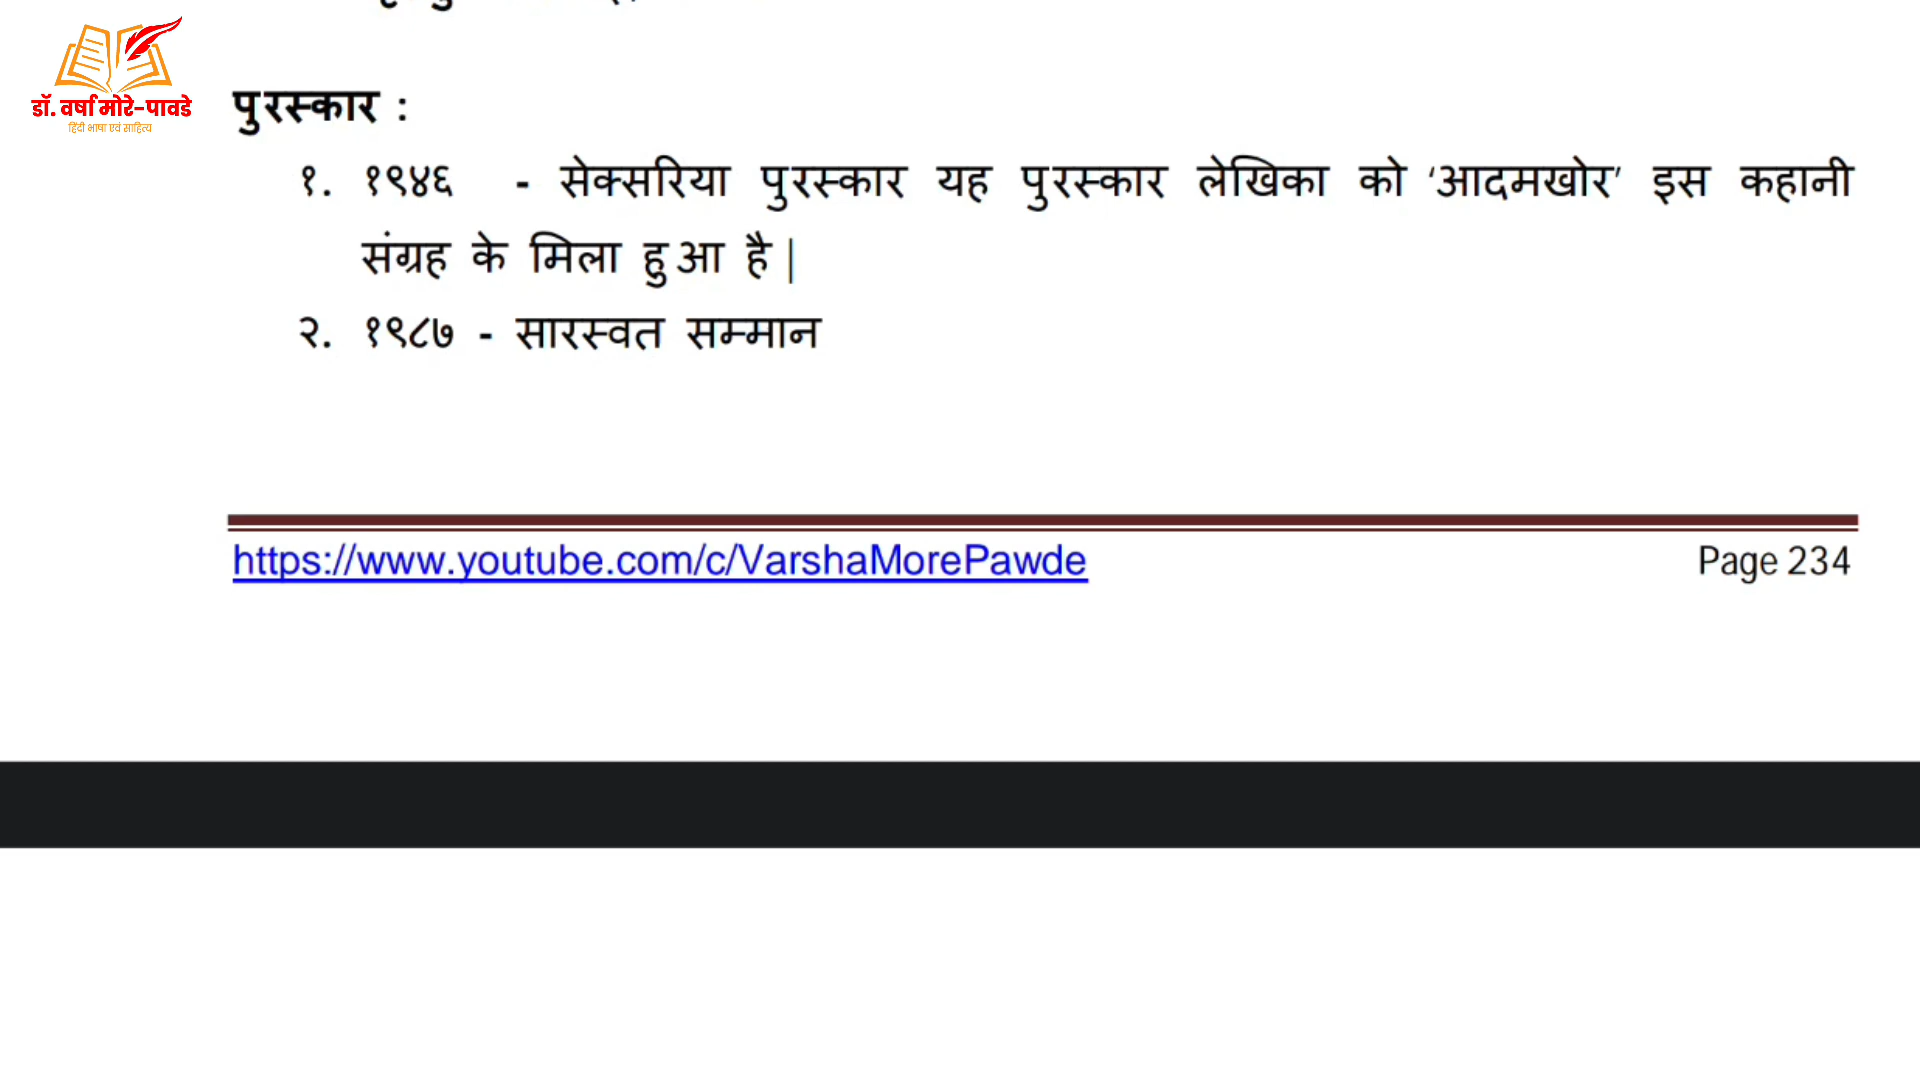 डॉ. वर्षा मोरे-पावडे
हिंदी भाषा एवं साहित्य
पुरस्कार :
१. १९४६ - सेक्सरिया पुरस्कार यह पुरस्कार लेखिका को ‘आदमखोर’ इस कहानी
संग्रह के मिला हुआ है|
२. १९८७ - सारस्वत सम्मान
https://www.youtube.com/c/VarshaMorePawde
Page 234